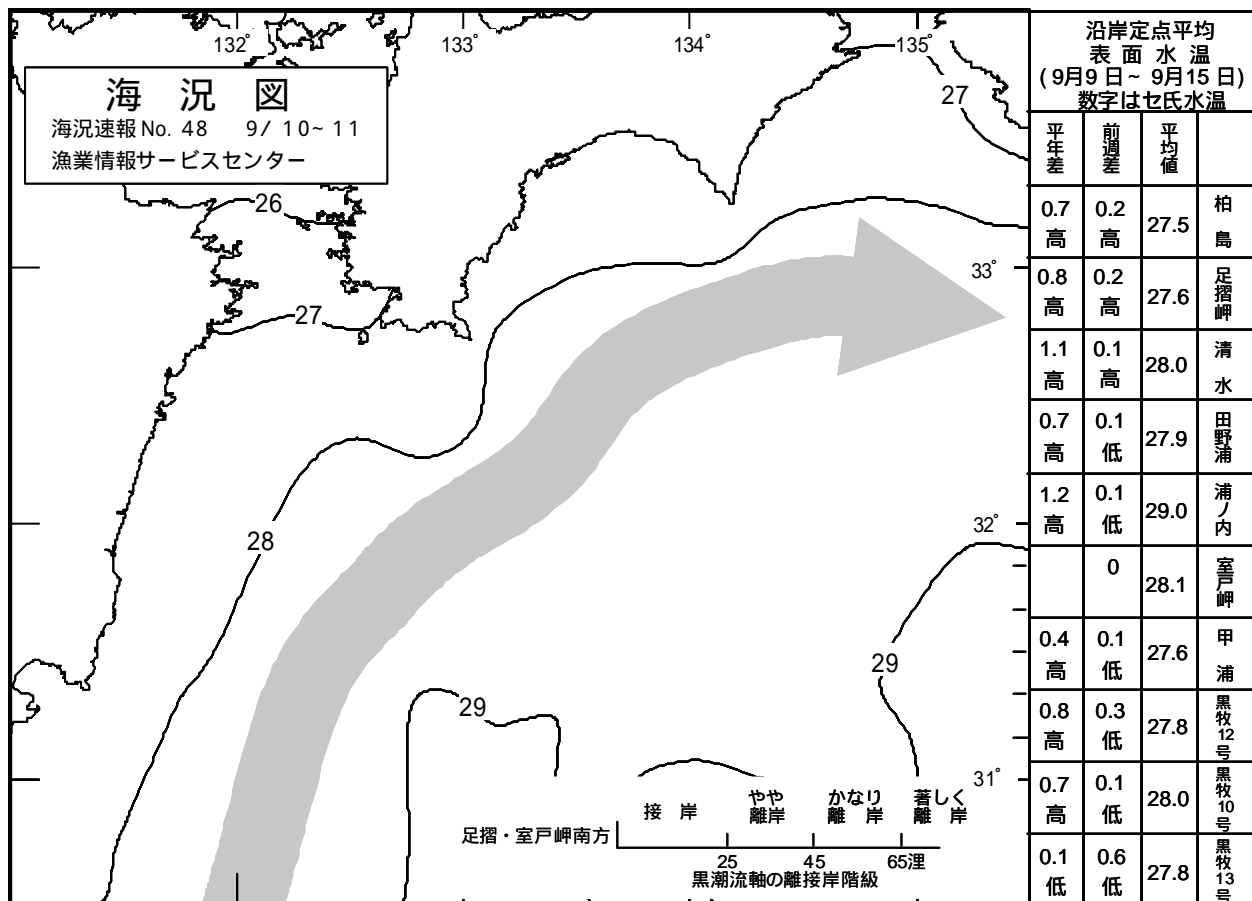 海況図
海況速報 No. 48 9/10~11
漁業情報サービスセンター
132°
133°
134°
135°
27
26
33°
27
28
32°
29
29
31°
接岸 やや離岸 かなり離岸 著しく離岸
足摺・室戸岬南方
25 45 65浬
黒潮流軸の離接岸階級
沿岸定点平均
表面水温
(9月9日~9月15日)
数字はセ氏水温
平年差 前週差 平均値
0.7高 0.2高 27.5 柏島
0.8高 0.2高 27.6 足摺岬
1.1高 0.1高 28.0 清水
0.7高 0.1低 27.9 田野浦
1.2高 0.1低 29.0 浦ノ内
0 28.1 室戸岬
0.4高 0.1低 27.6 甲浦
0.8高 0.3低 27.8 黒牧12号
0.7高 0.1低 28.0 黒牧10号
0.1低 0.6低 27.8 黒牧13号